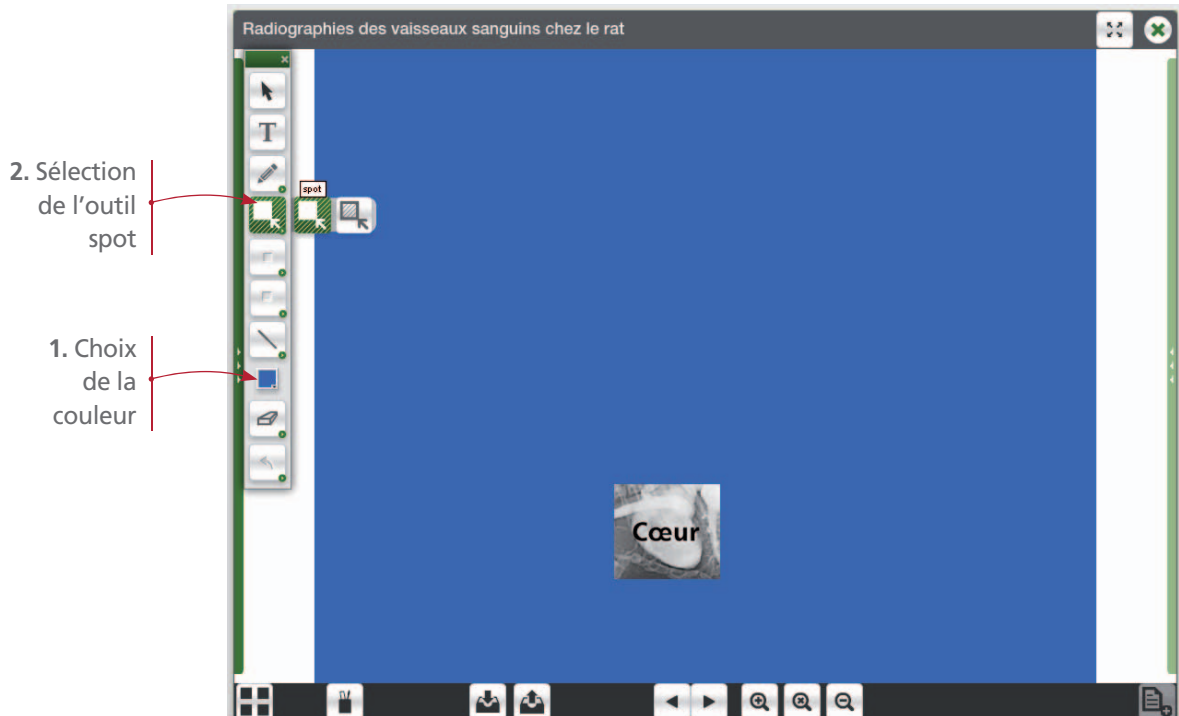 Radiographies des vaisseaux sanguins chez le rat
T
2. Sélection
de l'outil
spot
spot
1. Choix
de la
couleur
Cœur